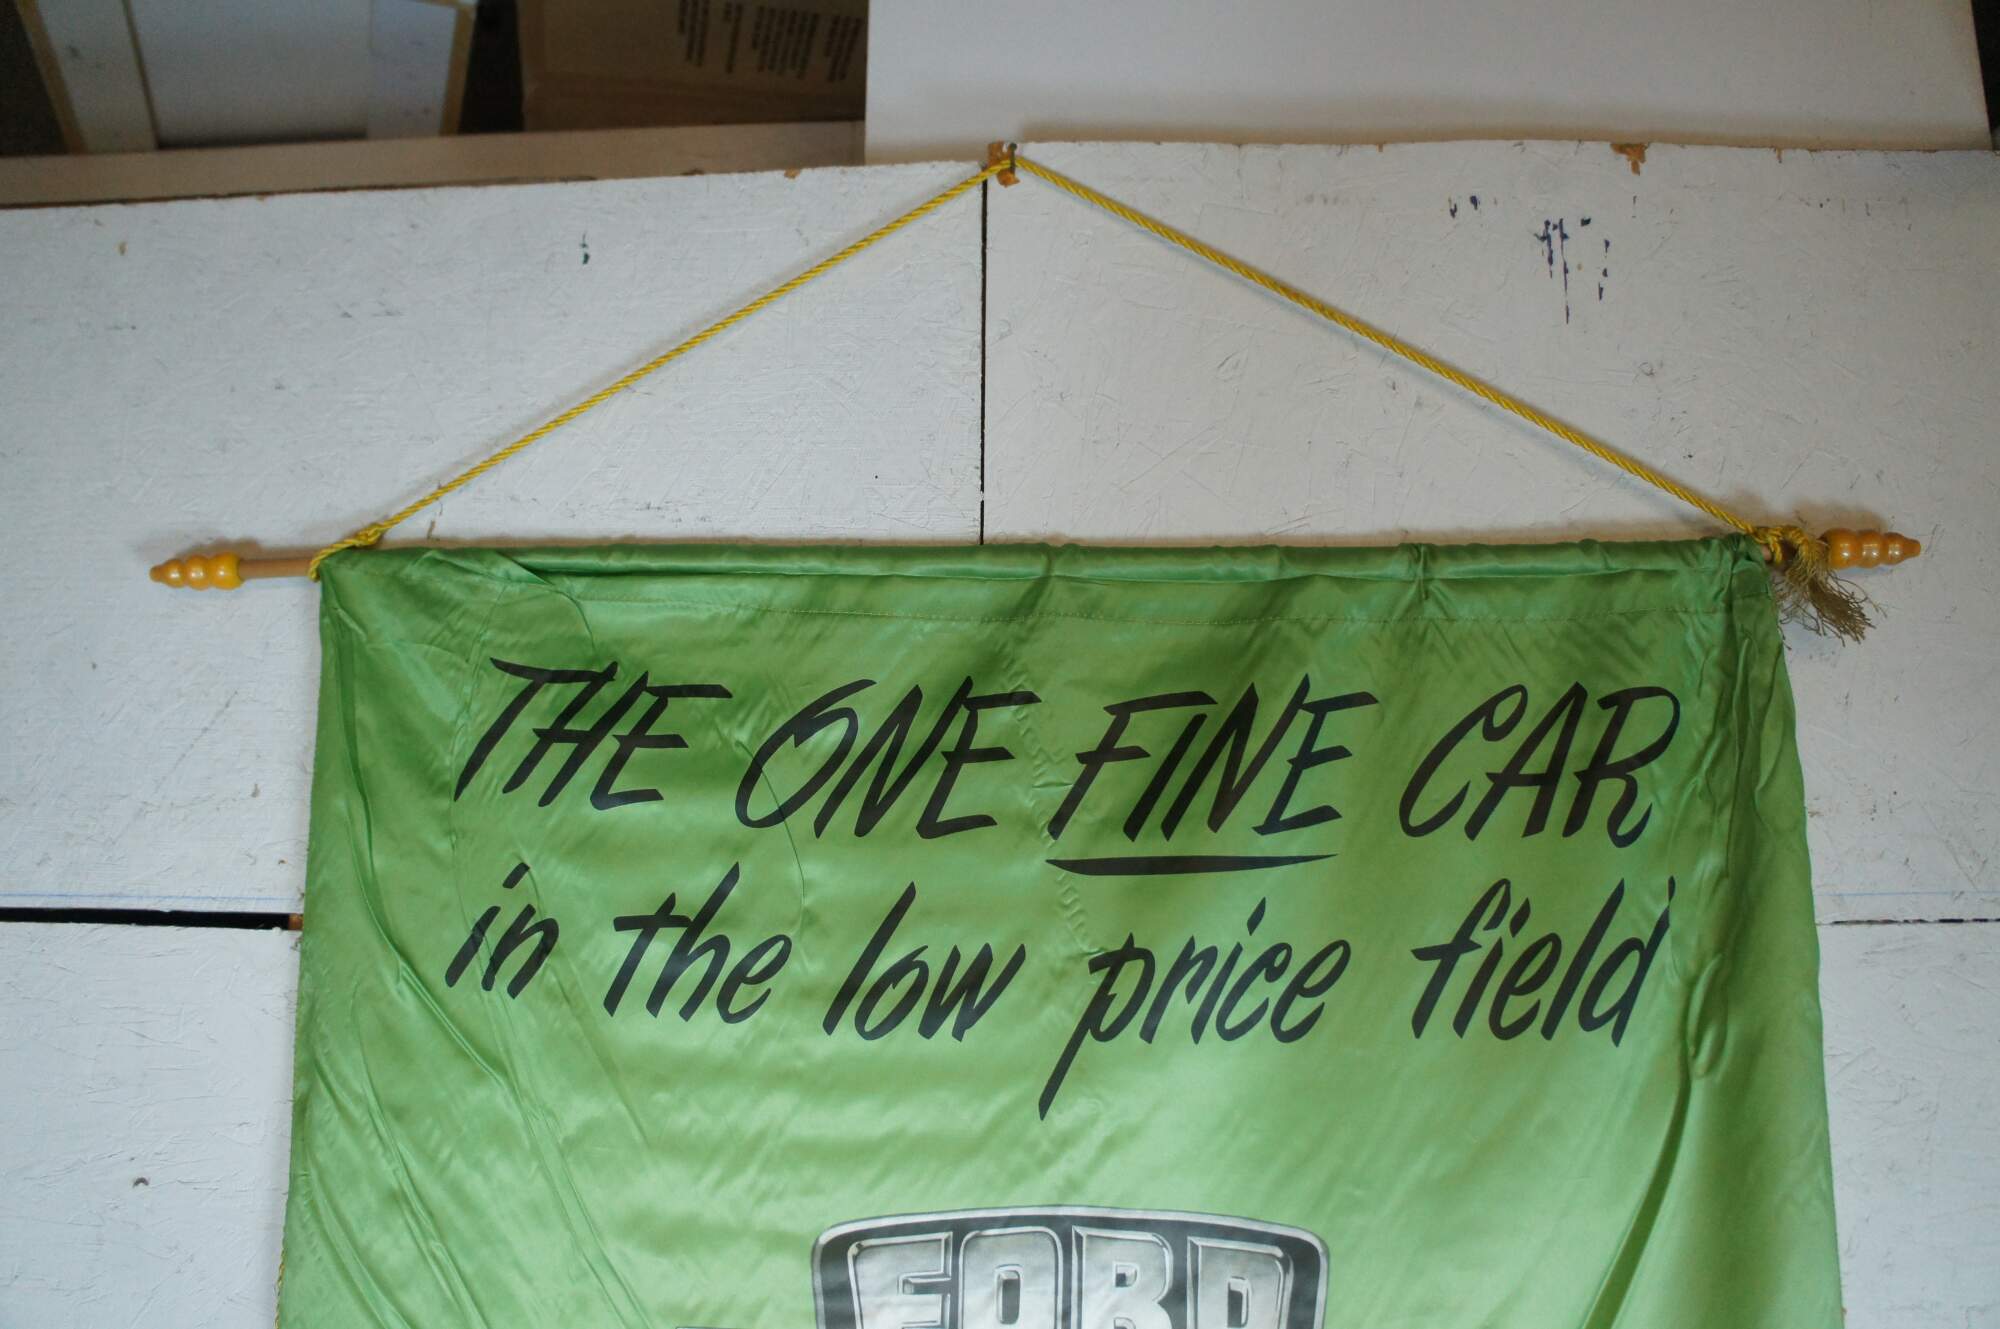 THE ONE FINE CAR
in the low price field
FORD